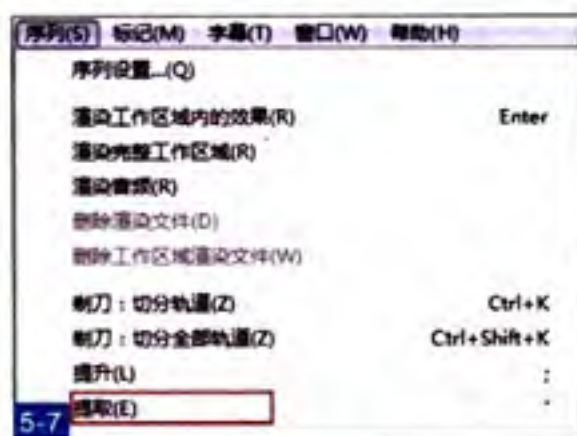 序列(S) 标记(M) 字幕(T) 窗口(W) 帮助(H)
序列设置...(Q)
渲染工作区域内的效果(R) Enter
渲染完整工作区域(R)
渲染音频(R)
删除渲染文件(D)
删除工作区域渲染文件(W)
剃刀：切分轨道(Z) Ctrl+K
剃刀：切分全部轨道(Z) Ctrl+Shift+K
提升(L) ;
提取(E) '
5-7